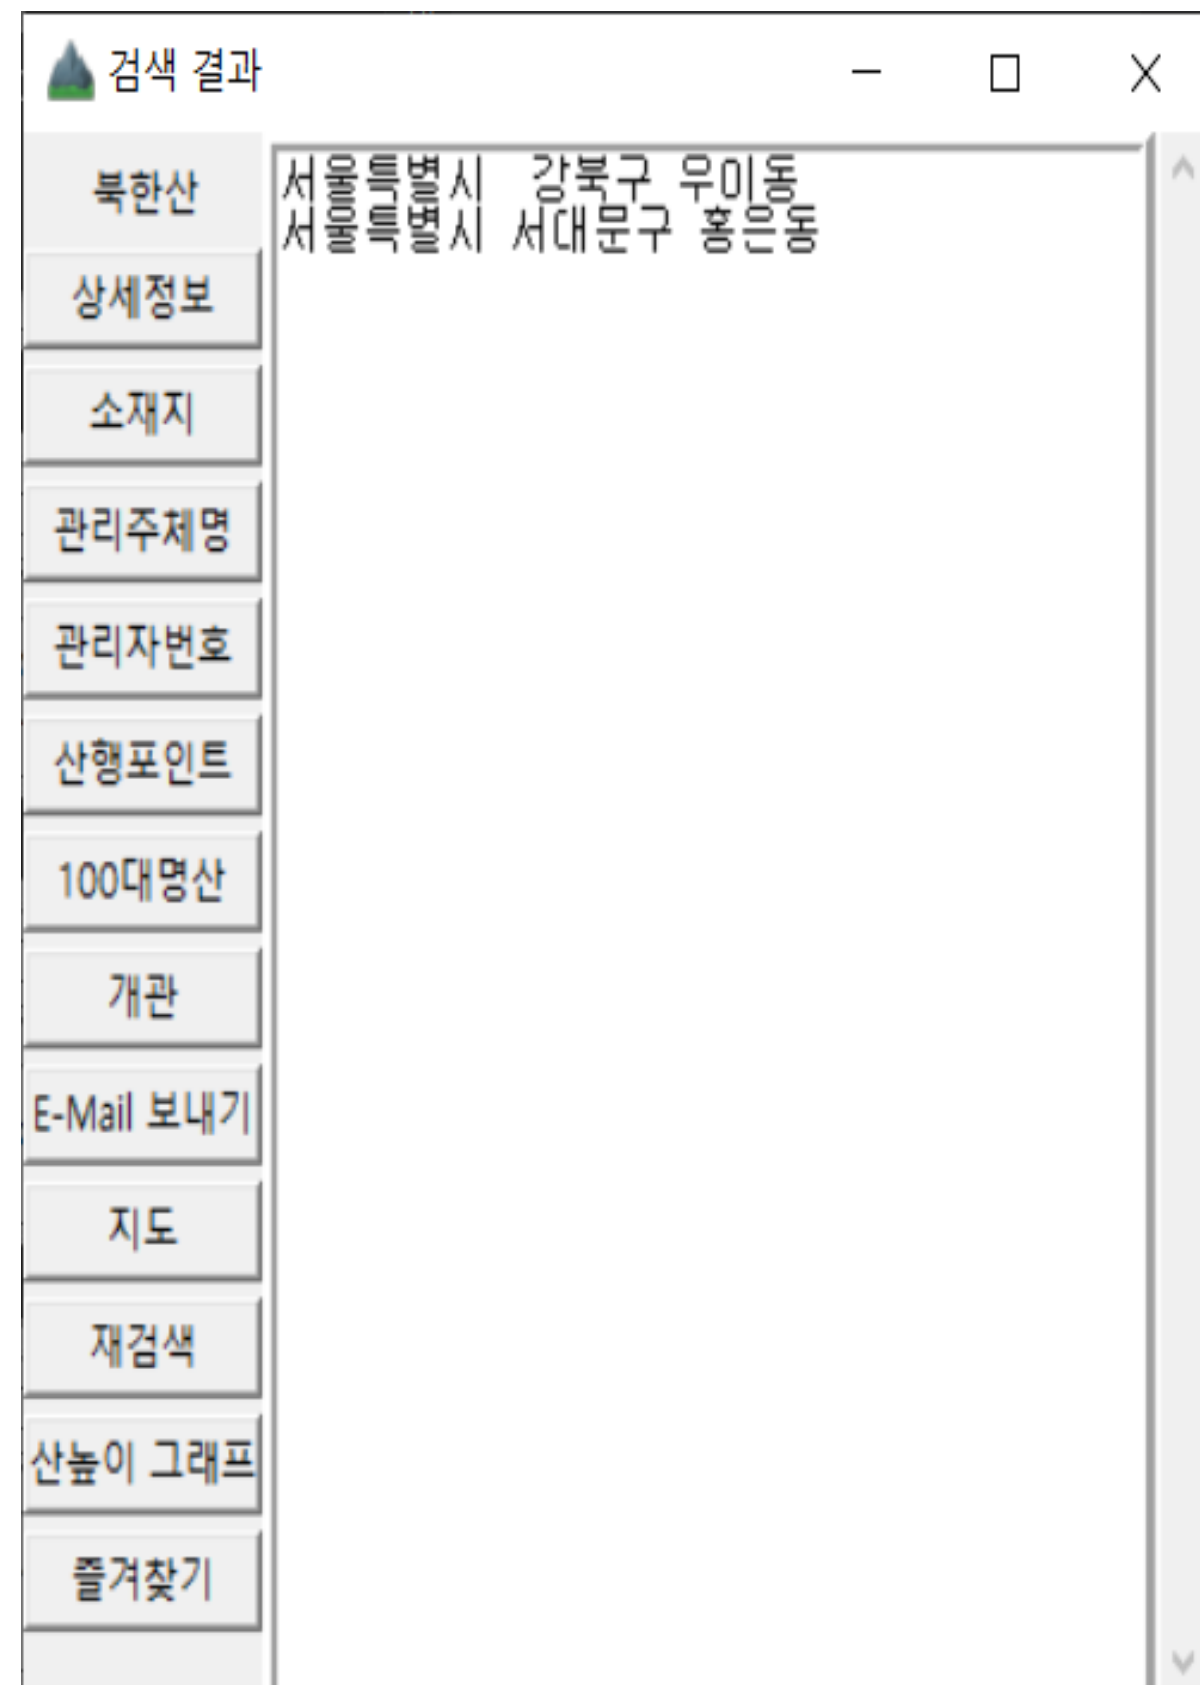 검색 결과
북한산
상세정보
소재지
관리주체명
관리자번호
산행포인트
100대명산
개관
E-Mail 보내기
지도
재검색
산높이 그래프
쯜겨찾기
서울특별시  강북구 우이동
서울특별시 서대문구 홍은동